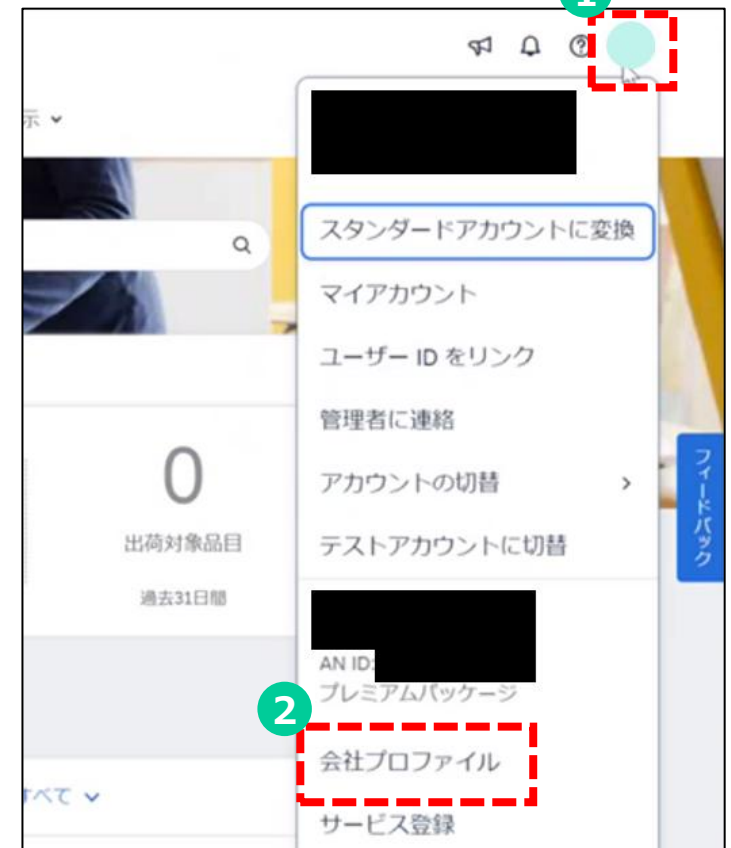 1
示
スタンダードアカウントに変換
マイアカウント
ユーザー ID をリンク
管理者に連絡
アカウントの切替
テストアカウントに切替
フィードバック
0
出荷対象品目
過去31日間
AN ID:
プレミアムパッケージ
2
会社プロファイル
すべて
サービス登録